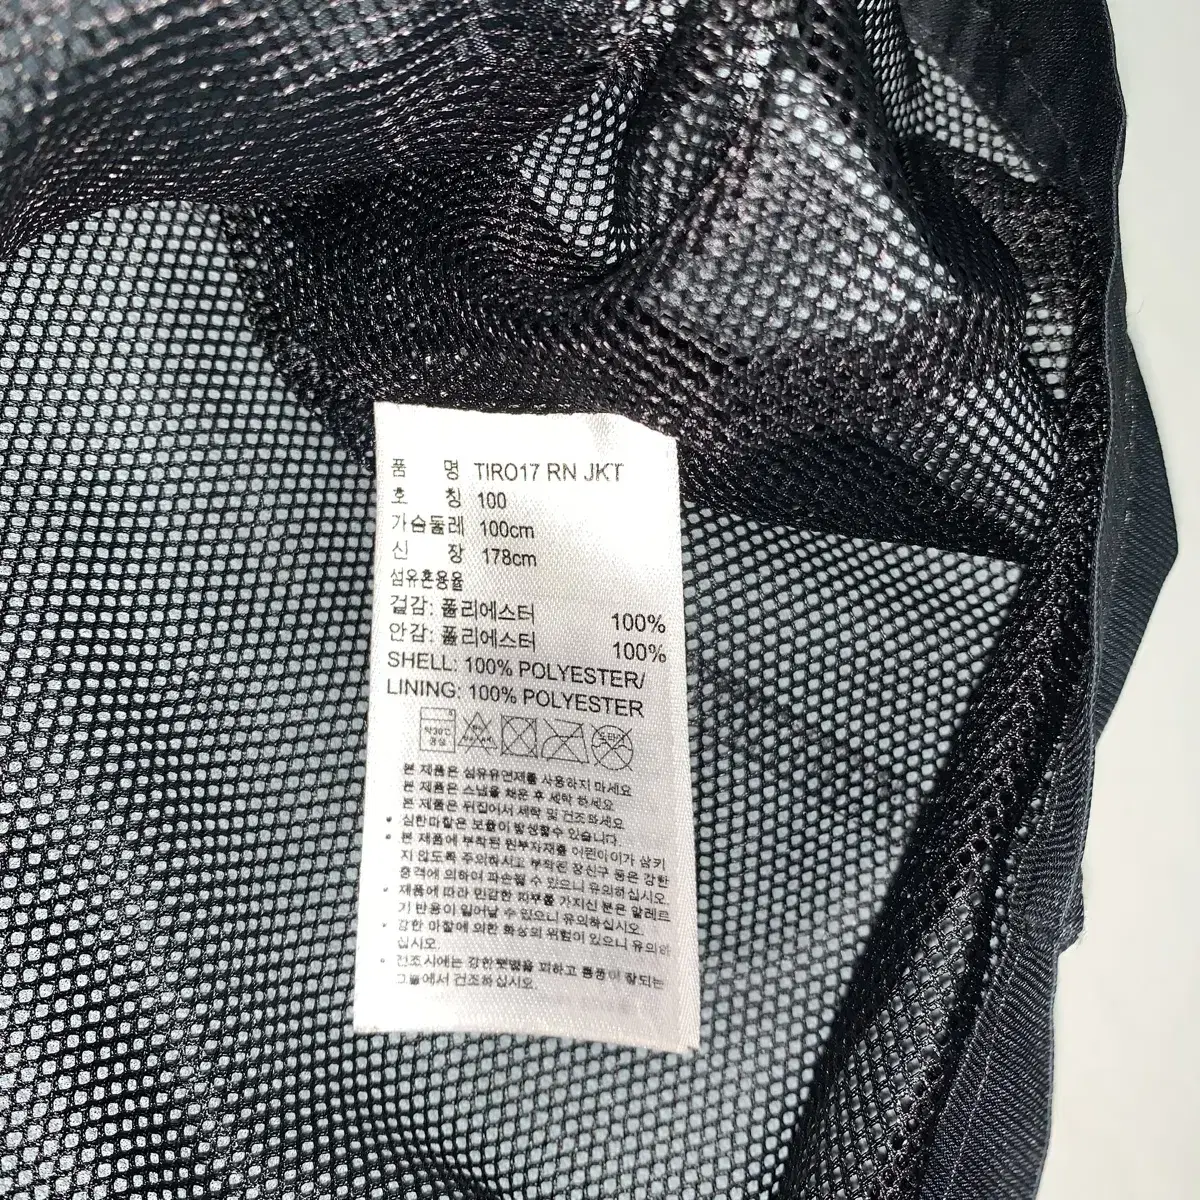 품 명 TIRO17 RN JKT
호 칭 100
가슴둘레 100cm
신 장 178cm
섬유혼용율
겉감: 폴리에스터 100%
안감: 폴리에스터 100%
SHELL: 100% POLYESTER/
LINING: 100% POLYESTER
약30℃
중성
드라이
본 제품은 섬유유연제를 사용하지 마세요
본 제품은 스냅을 채운 후 세탁 하세요
본 제품은 뒤집어서 세탁 및 건조하세요
• 심한마찰은 보풀이 발생할수 있습니다.
• 본 제품에 부착된 원부자재를 어린이가 삼키
지 않도록 주의하시고 부착된 장신구 등은 강한
충격에 의하여 파손될 수 있으니 유의하십시오.
• 제품에 따라 민감한 피부를 가지신 분은 알레르
기 반응이 일어날 수 있으니 유의하십시오.
• 강한 마찰에 의한 화상의 위험이 있으니 유의하
십시오.
• 건조시에는 강한햇볕을 피하고 통풍이 잘되는
그늘에서 건조하십시오.